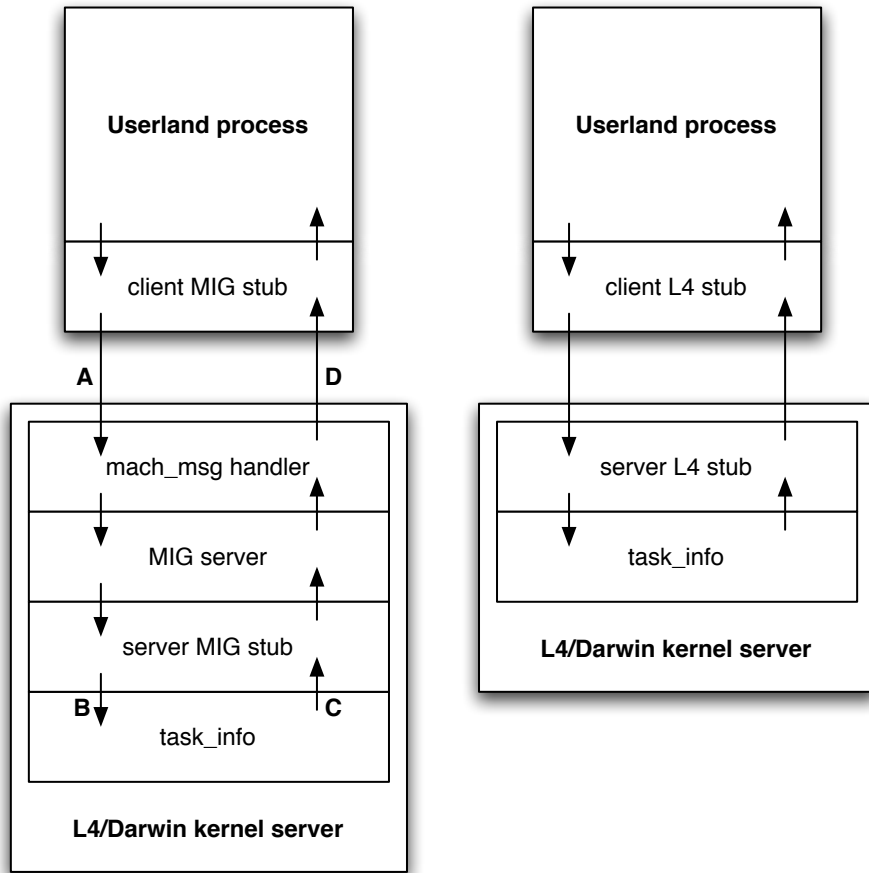 Userland process
client MIG stub
A
D
mach_msg handler
MIG server
server MIG stub
B
C
task_info
L4/Darwin kernel server
Userland process
client L4 stub
server L4 stub
task_info
L4/Darwin kernel server